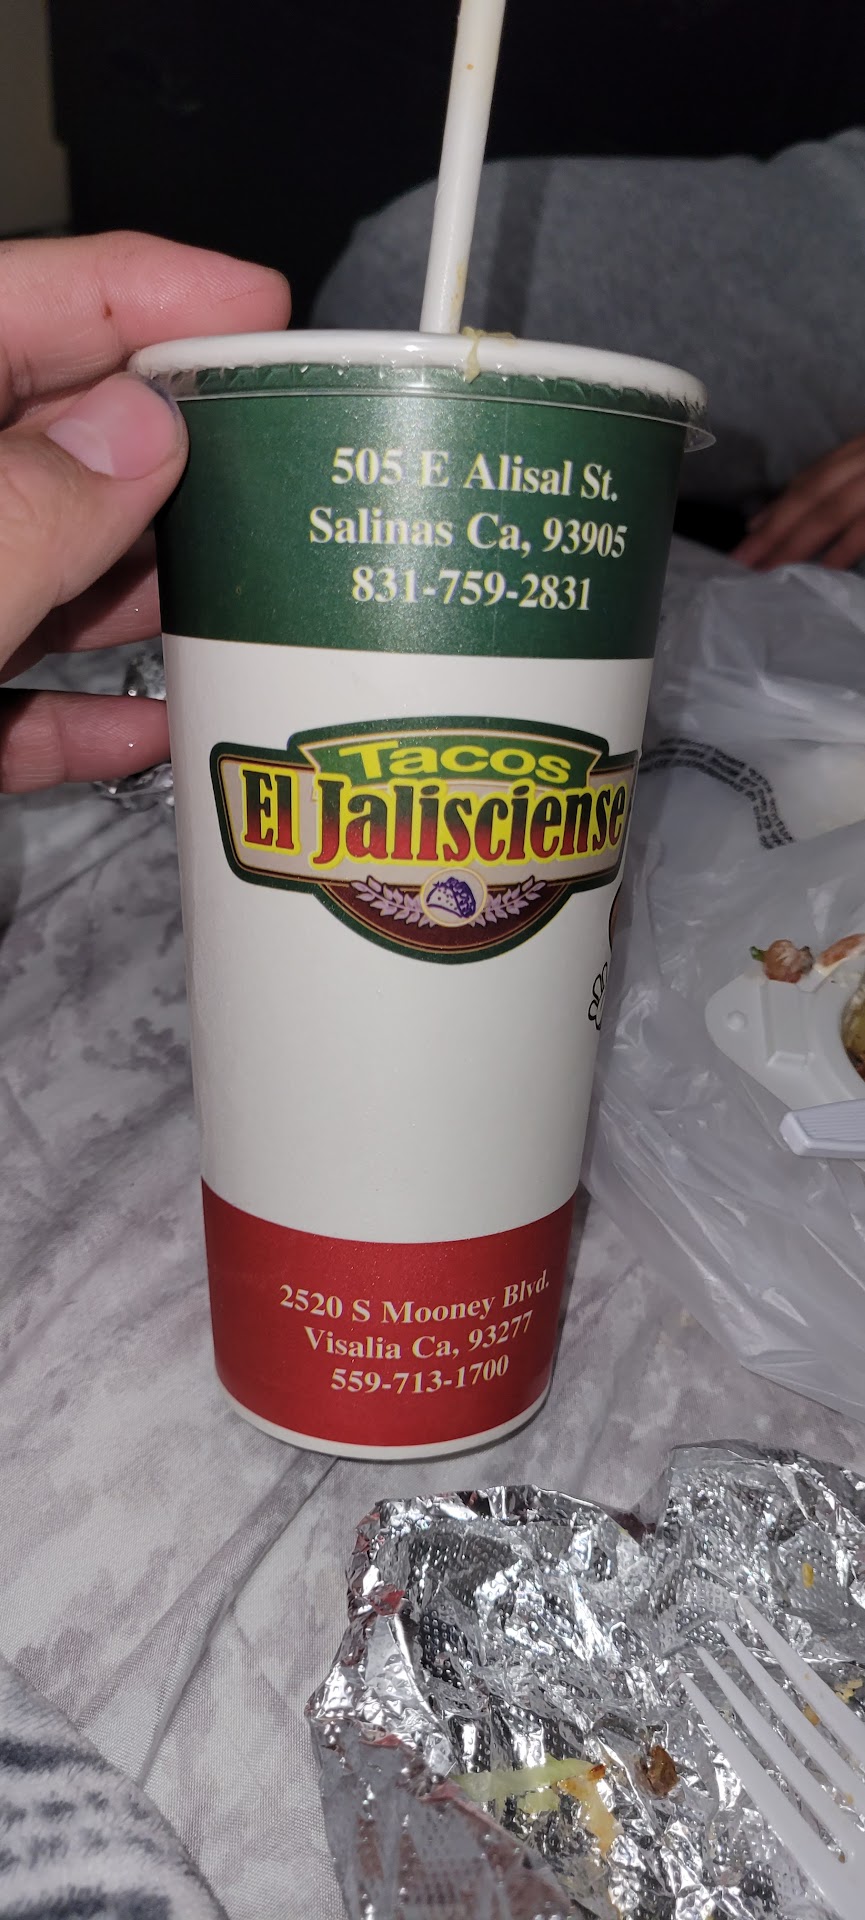 505 E Alisal St.
Salinas Ca, 93905
831-759-2831
Tacos
El Jalisciense
2520 S Mooney Blvd.
Visalia Ca, 93277
559-713-1700